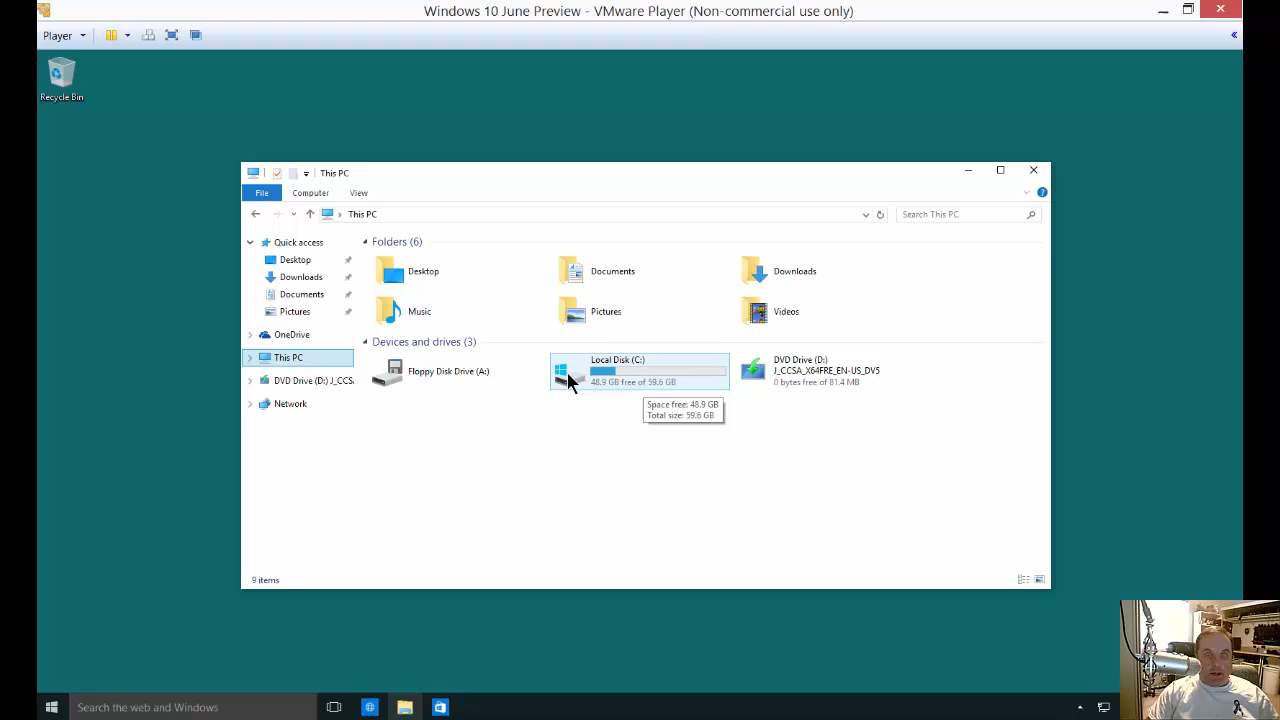 Windows 10 June Preview - VMware Player (Non-commercial use only)
Player
Recycle Bin
This PC
File Computer View
This PC
Search This PC
Quick access
Desktop
Downloads
Documents
Pictures
OneDrive
This PC
DVD Drive (D:) J_CCS
Network
Folders (6)
Desktop
Documents
Downloads
Music
Pictures
Videos
Devices and drives (3)
Floppy Disk Drive (A:)
Local Disk (C:)
48.9 GB free of 59.6 GB
DVD Drive (D:)
J_CCSA_X64FRE_EN-US_DV5
0 bytes free of 81.4 MB
Space free: 48.9 GB
Total size: 59.6 GB
9 items
Search the web and Windows